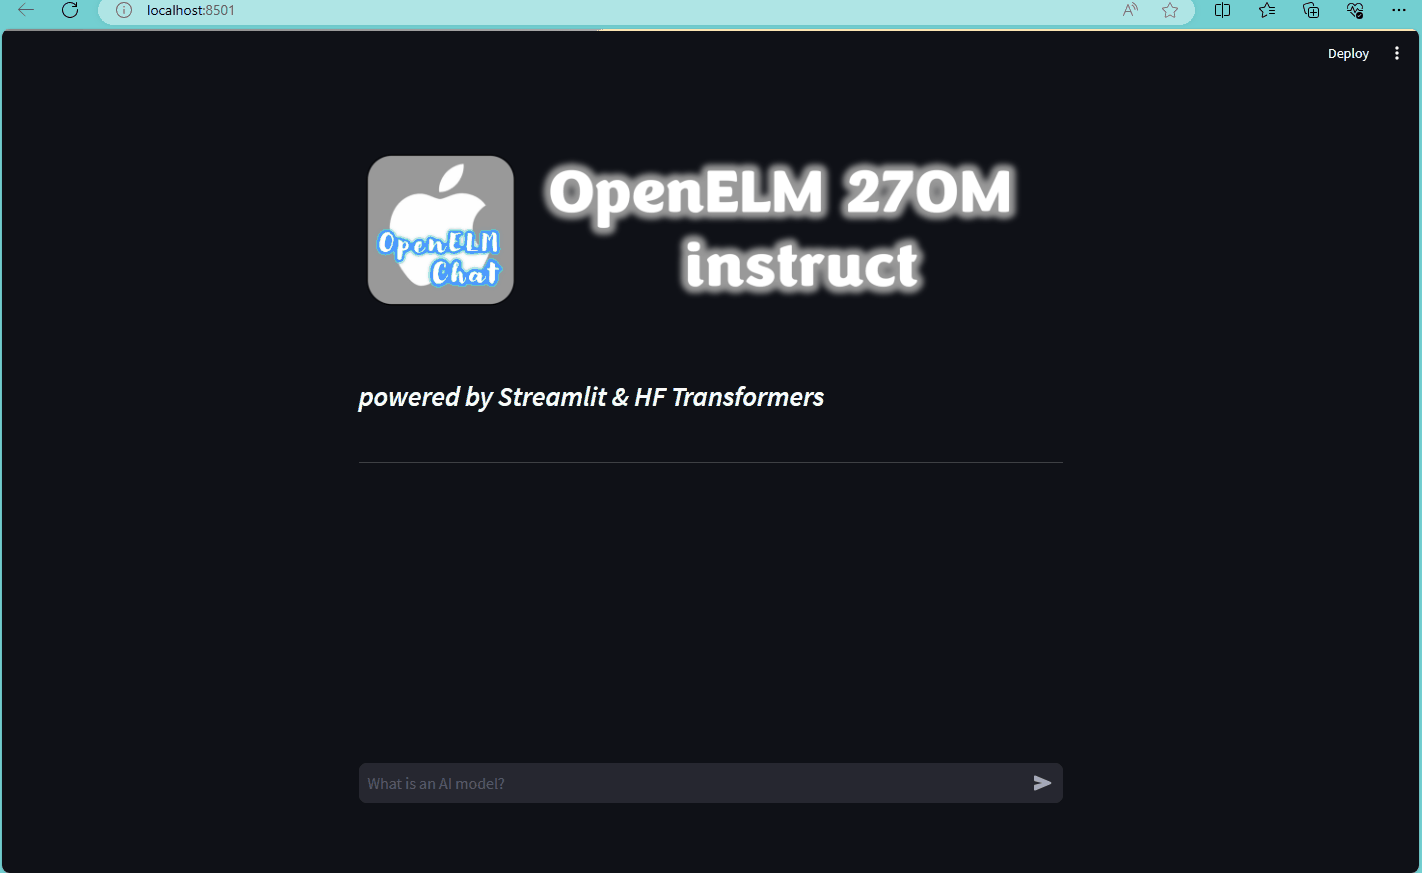 localhost:8501
Deploy
OpenELM
Chat
OpenELM 270M
instruct
powered by Streamlit & HF Transformers
What is an AI model?